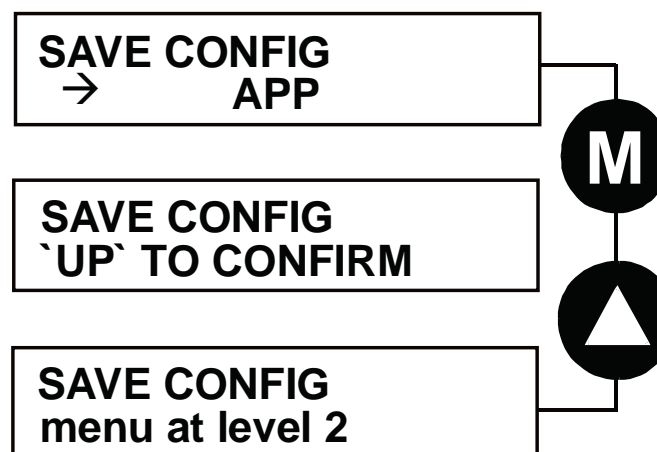 SAVE CONFIG
→ APP
M
SAVE CONFIG
`UP` TO CONFIRM
SAVE CONFIG
menu at level 2